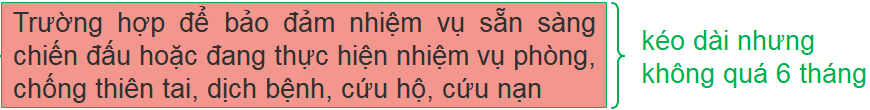 Trường hợp để bảo đảm nhiệm vụ sẵn sàng
chiến đấu hoặc đang thực hiện nhiệm vụ phòng,
chống thiên tai, dịch bệnh, cứu hộ, cứu nạn
kéo dài nhưng
không quá 6 tháng